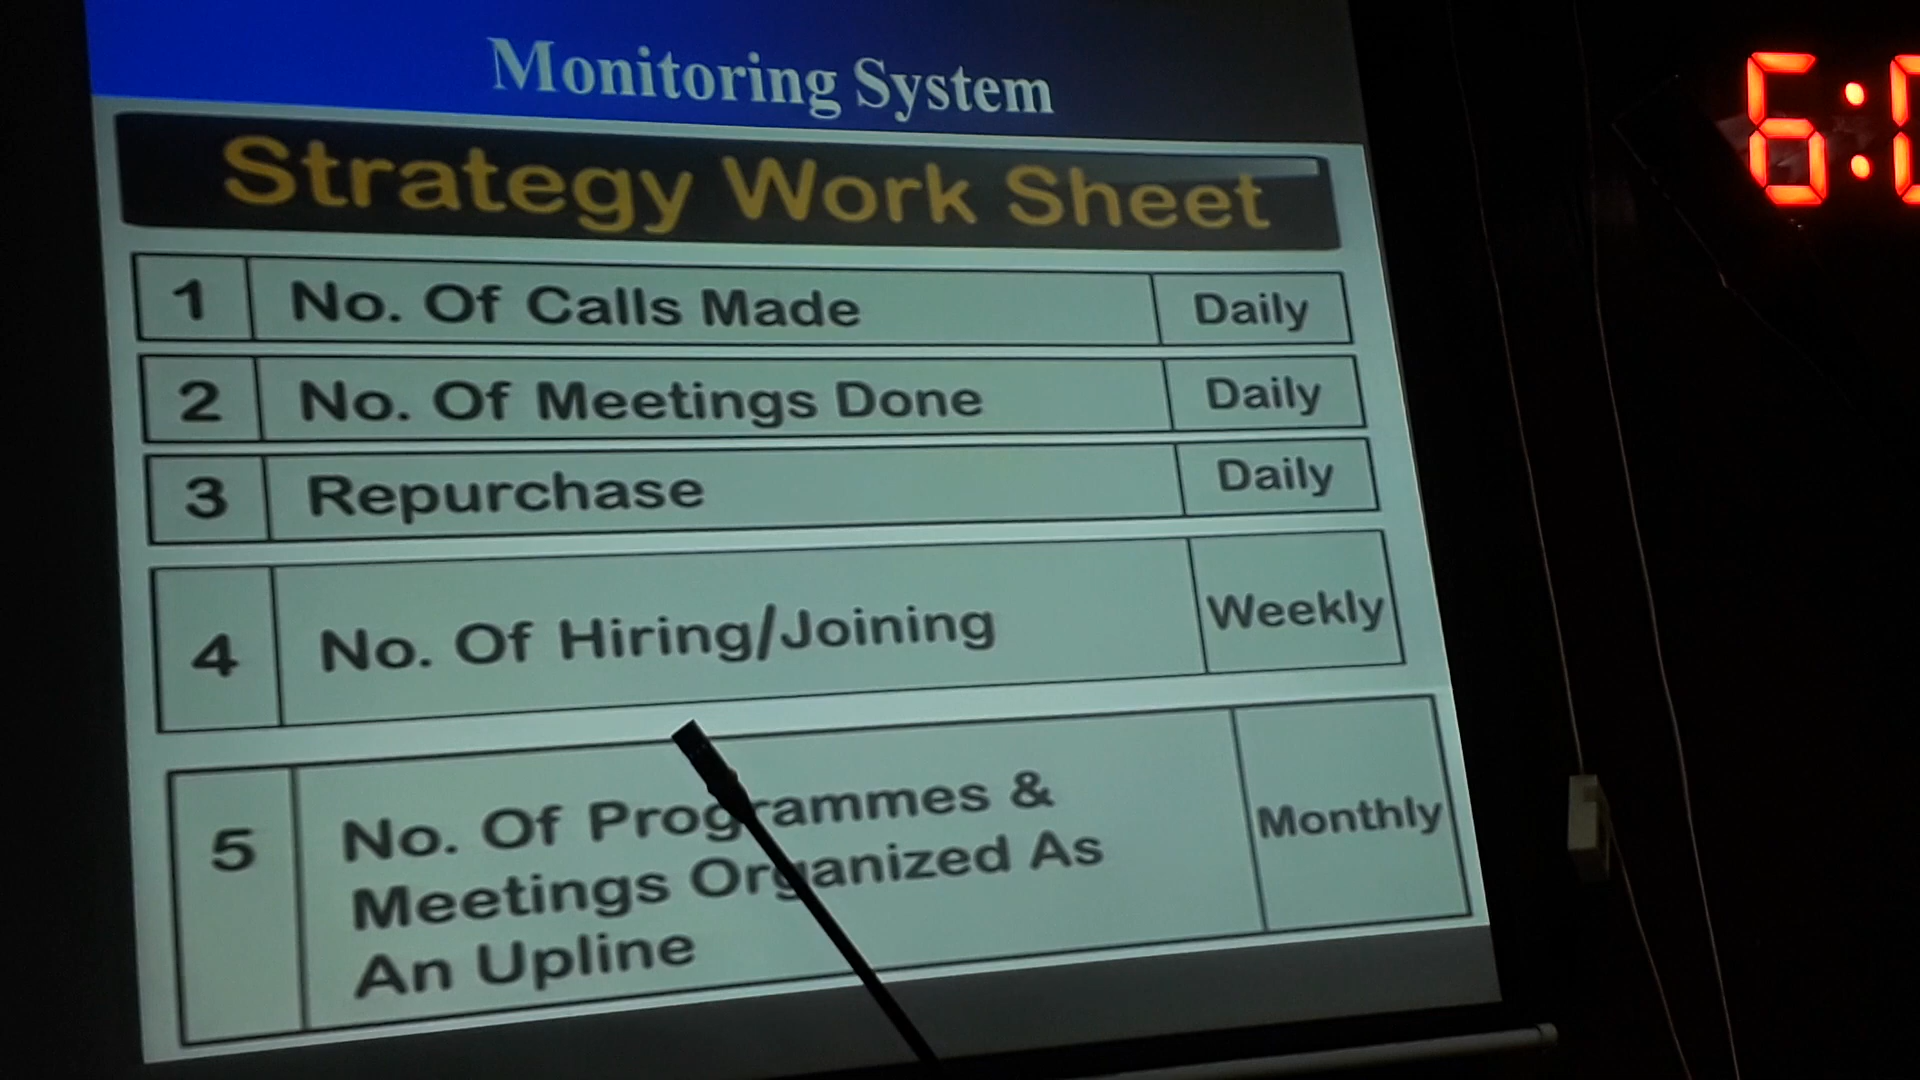 Monitoring System
Strategy Work Sheet
1 No. Of Calls Made Daily
2 No. Of Meetings Done Daily
3 Repurchase Daily
4 No. Of Hiring/Joining Weekly
5 No. Of Programmes &
Meetings Organized As
An Upline
Monthly
6: